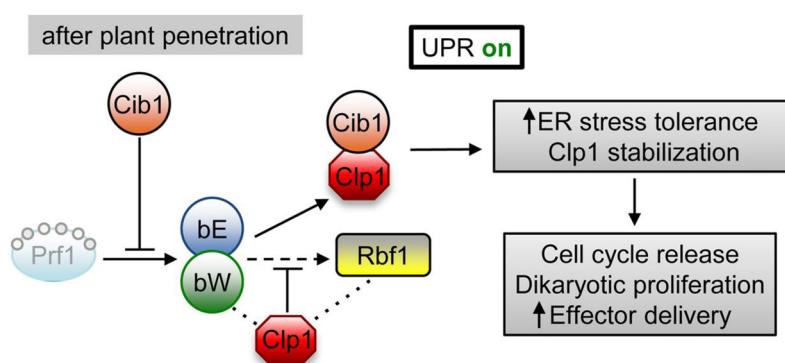 after plant penetration
UPR on
Cib1
Cib1
Clp1
↑ER stress tolerance
Clp1 stabilization
Prf1
bE
bW
Rbf1
Clp1
Cell cycle release
Dikaryotic proliferation
↑Effector delivery